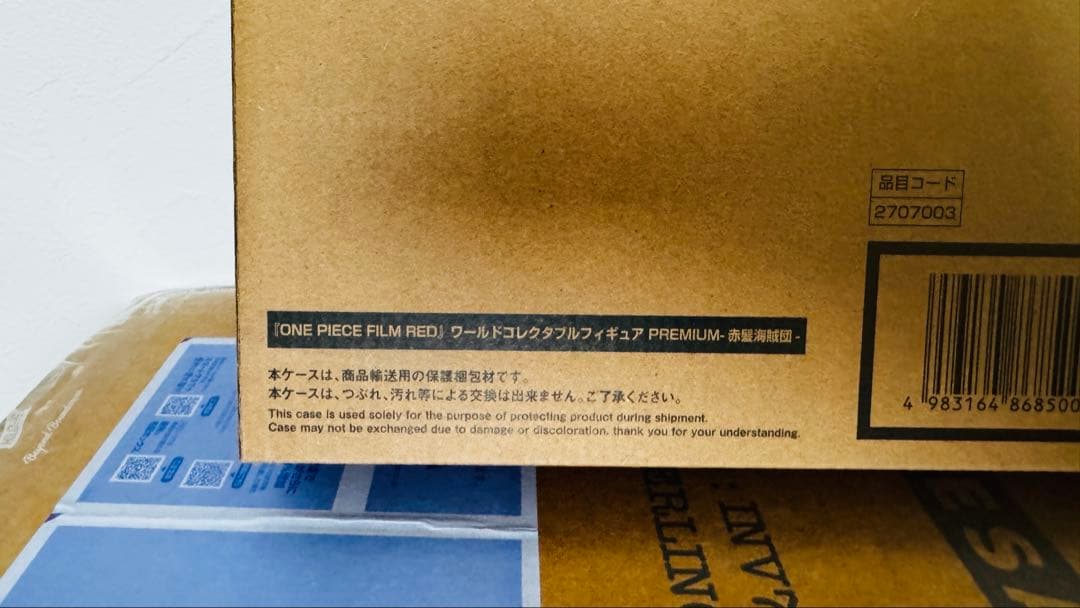 品目コード
2707003
『ONE PIECE FILM RED』ワールドコレクタブルフィギュア PREMIUM-赤髪海賊団-
本ケースは、商品輸送用の保護梱包材です。
本ケースは、つぶれ、汚れ等による交換は出来ません。ご了承ください。
This case is used solely for the purpose of protecting product during shipment.
Case may not be exchanged due to damage or discoloration. thank you for your understanding.
4 983164 868500